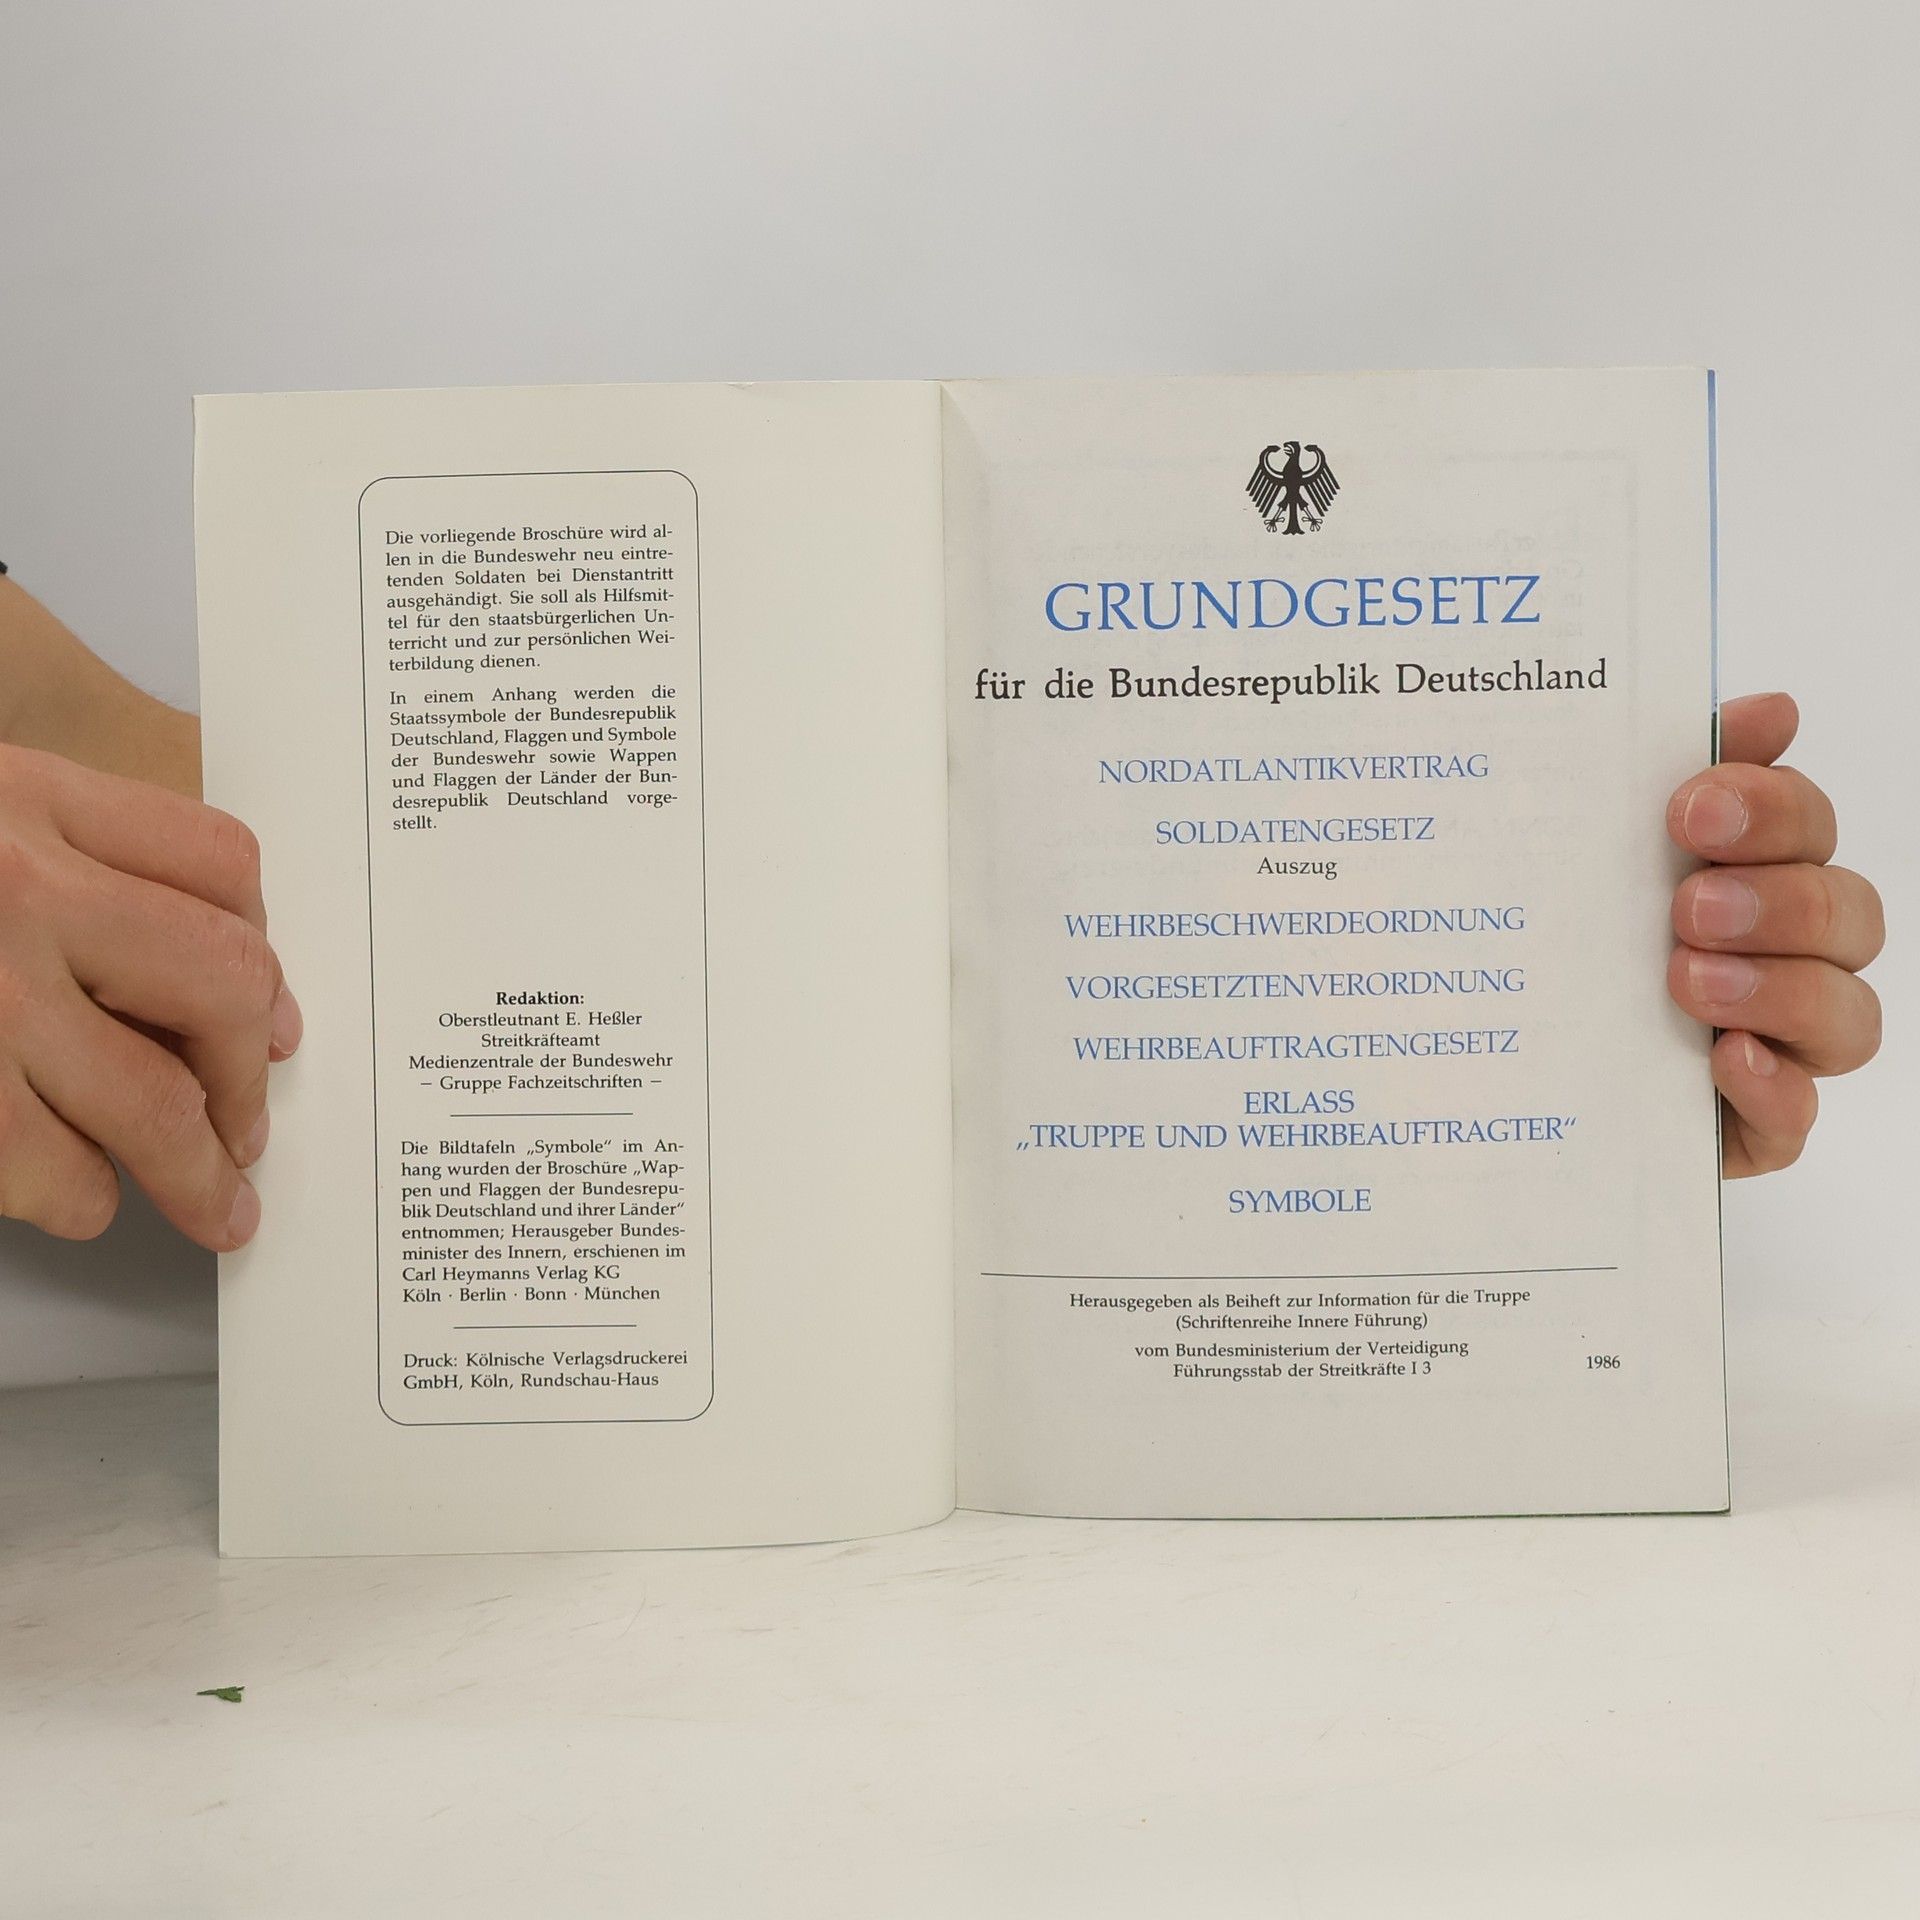 Die vorliegende Broschüre wird al-
len in die Bundeswehr neu eintre-
tenden Soldaten bei Dienstantritt
ausgehändigt. Sie soll als Hilfsmit-
tel für den staatsbürgerlichen Un-
terricht und zur persönlichen Wei-
terbildung dienen.
In einem Anhang werden die
Staatssymbole der Bundesrepublik
Deutschland, Flaggen und Symbole
der Bundeswehr sowie Wappen
und Flaggen der Länder der Bun-
desrepublik Deutschland vorge-
stellt.
Redaktion:
Oberstleutnant E. Heßler
Streitkräfteamt
Medienzentrale der Bundeswehr
– Gruppe Fachzeitschriften –
Die Bildtafeln „Symbole“ im An-
hang wurden der Broschüre „Wap-
pen und Flaggen der Bundesrepu-
blik Deutschland und ihrer Länder“
entnommen; Herausgeber Bundes-
minister des Innern, erschienen im
Carl Heymanns Verlag KG
Köln · Berlin · Bonn · München
Druck: Kölnische Verlagsdruckerei
GmbH, Köln, Rundschau-Haus
GRUNDGESETZ
für die Bundesrepublik Deutschland
NORDATLANTIKVERTRAG
SOLDATENGESETZ
Auszug
WEHRBESCHWERDEORDNUNG
VORGESETZTENVERORDNUNG
WEHRBEAUFTRAGTENGESETZ
ERLASS
„TRUPPE UND WEHRBEAUFTRAGTER“
SYMBOLE
Herausgegeben als Beiheft zur Information für die Truppe
(Schriftenreihe Innere Führung)
vom Bundesministerium der Verteidigung
Führungsstab der Streitkräfte I 3
1986